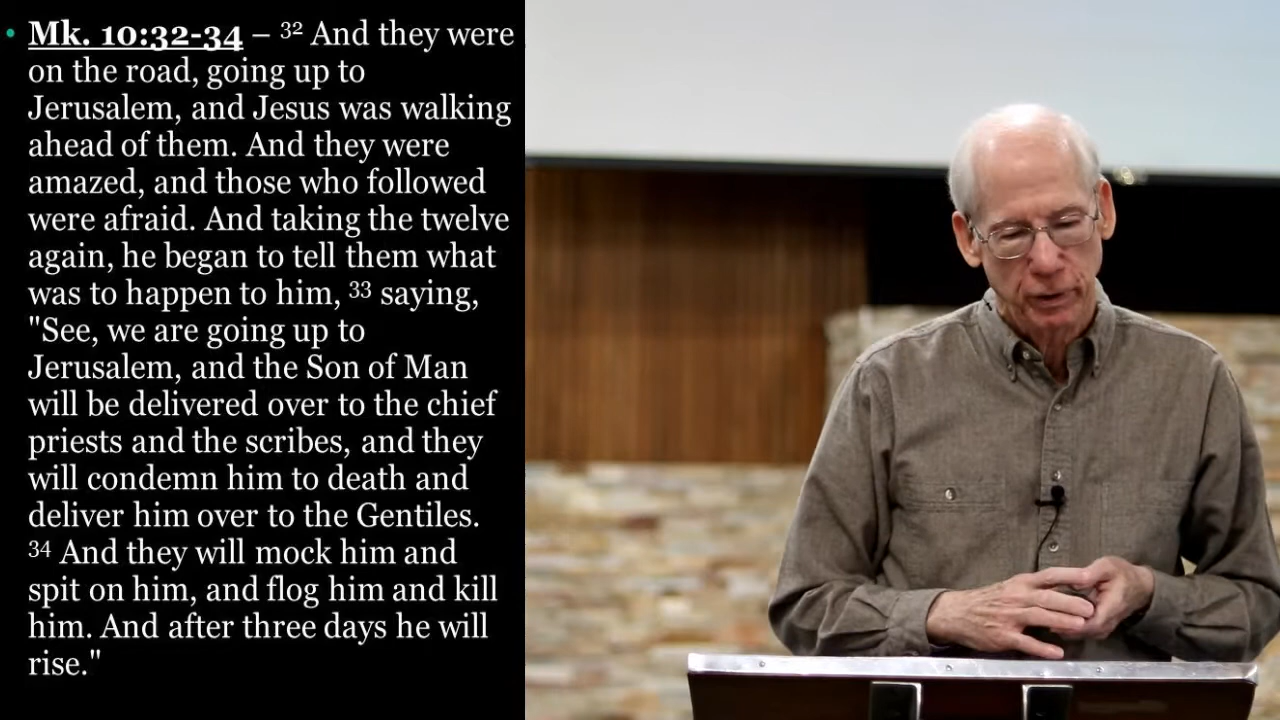 • Mk. 10:32-34 – 32 And they were
on the road, going up to
Jerusalem, and Jesus was walking
ahead of them. And they were
amazed, and those who followed
were afraid. And taking the twelve
again, he began to tell them what
was to happen to him, 33 saying,
"See, we are going up to
Jerusalem, and the Son of Man
will be delivered over to the chief
priests and the scribes, and they
will condemn him to death and
deliver him over to the Gentiles.
34 And they will mock him and
spit on him, and flog him and kill
him. And after three days he will
rise."